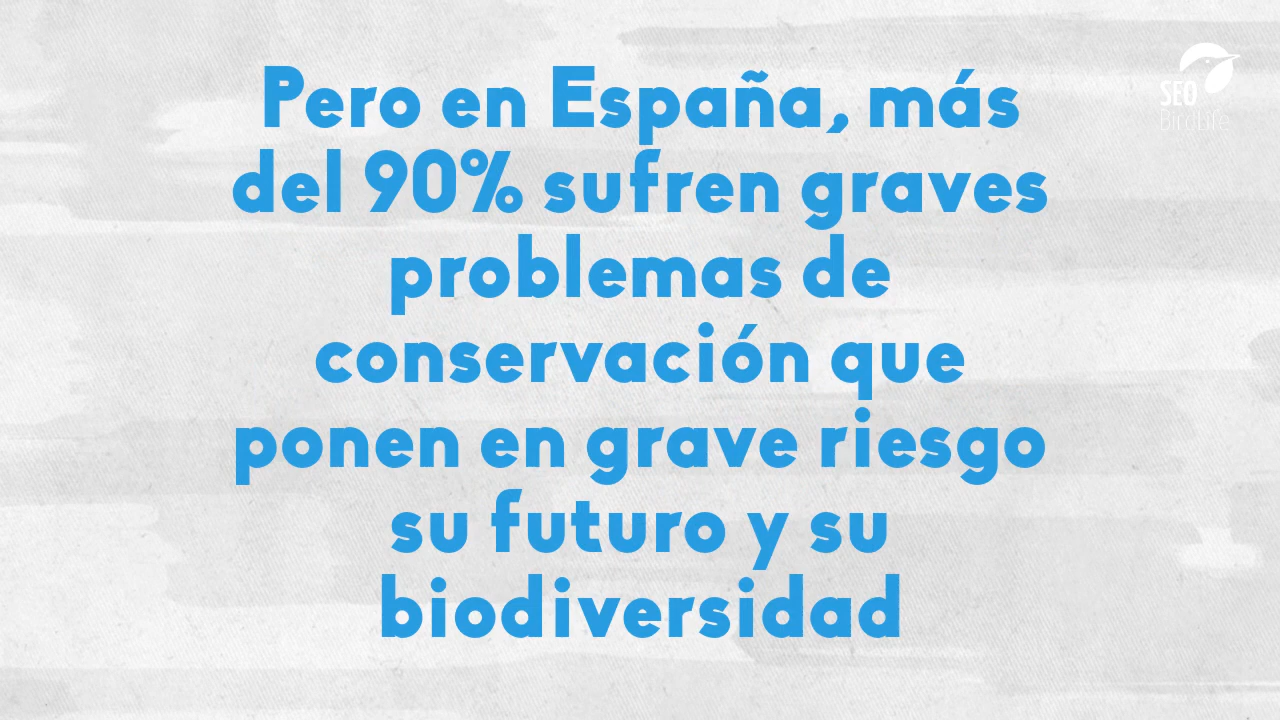 Pero en España, más
del 90% sufren graves
problemas de
conservación que
ponen en grave riesgo
su futuro y su
biodiversidad
SEO
BirdLife